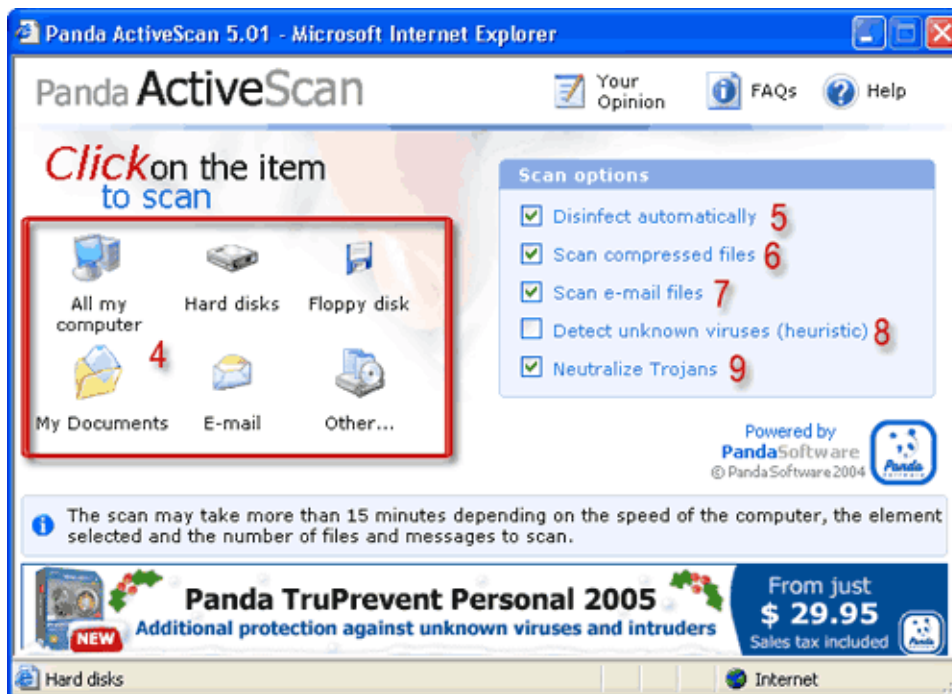 Panda ActiveScan 5.01 - Microsoft Internet Explorer
Panda ActiveScan
Your
Opinion
FAQs
Help
Click on the item
to scan
All my
computer
Hard disks
Floppy disk
4
My Documents
E-mail
Other...
Scan options
Disinfect automatically 5
Scan compressed files 6
Scan e-mail files 7
Detect unknown viruses (heuristic) 8
Neutralize Trojans 9
Powered by
PandaSoftware
© PandaSoftware 2004
Panda
The scan may take more than 15 minutes depending on the speed of the computer, the element
selected and the number of files and messages to scan.
NEW
Panda TruPrevent Personal 2005
Additional protection against unknown viruses and intruders
From just
$ 29.95
Sales tax included
Hard disks
Internet